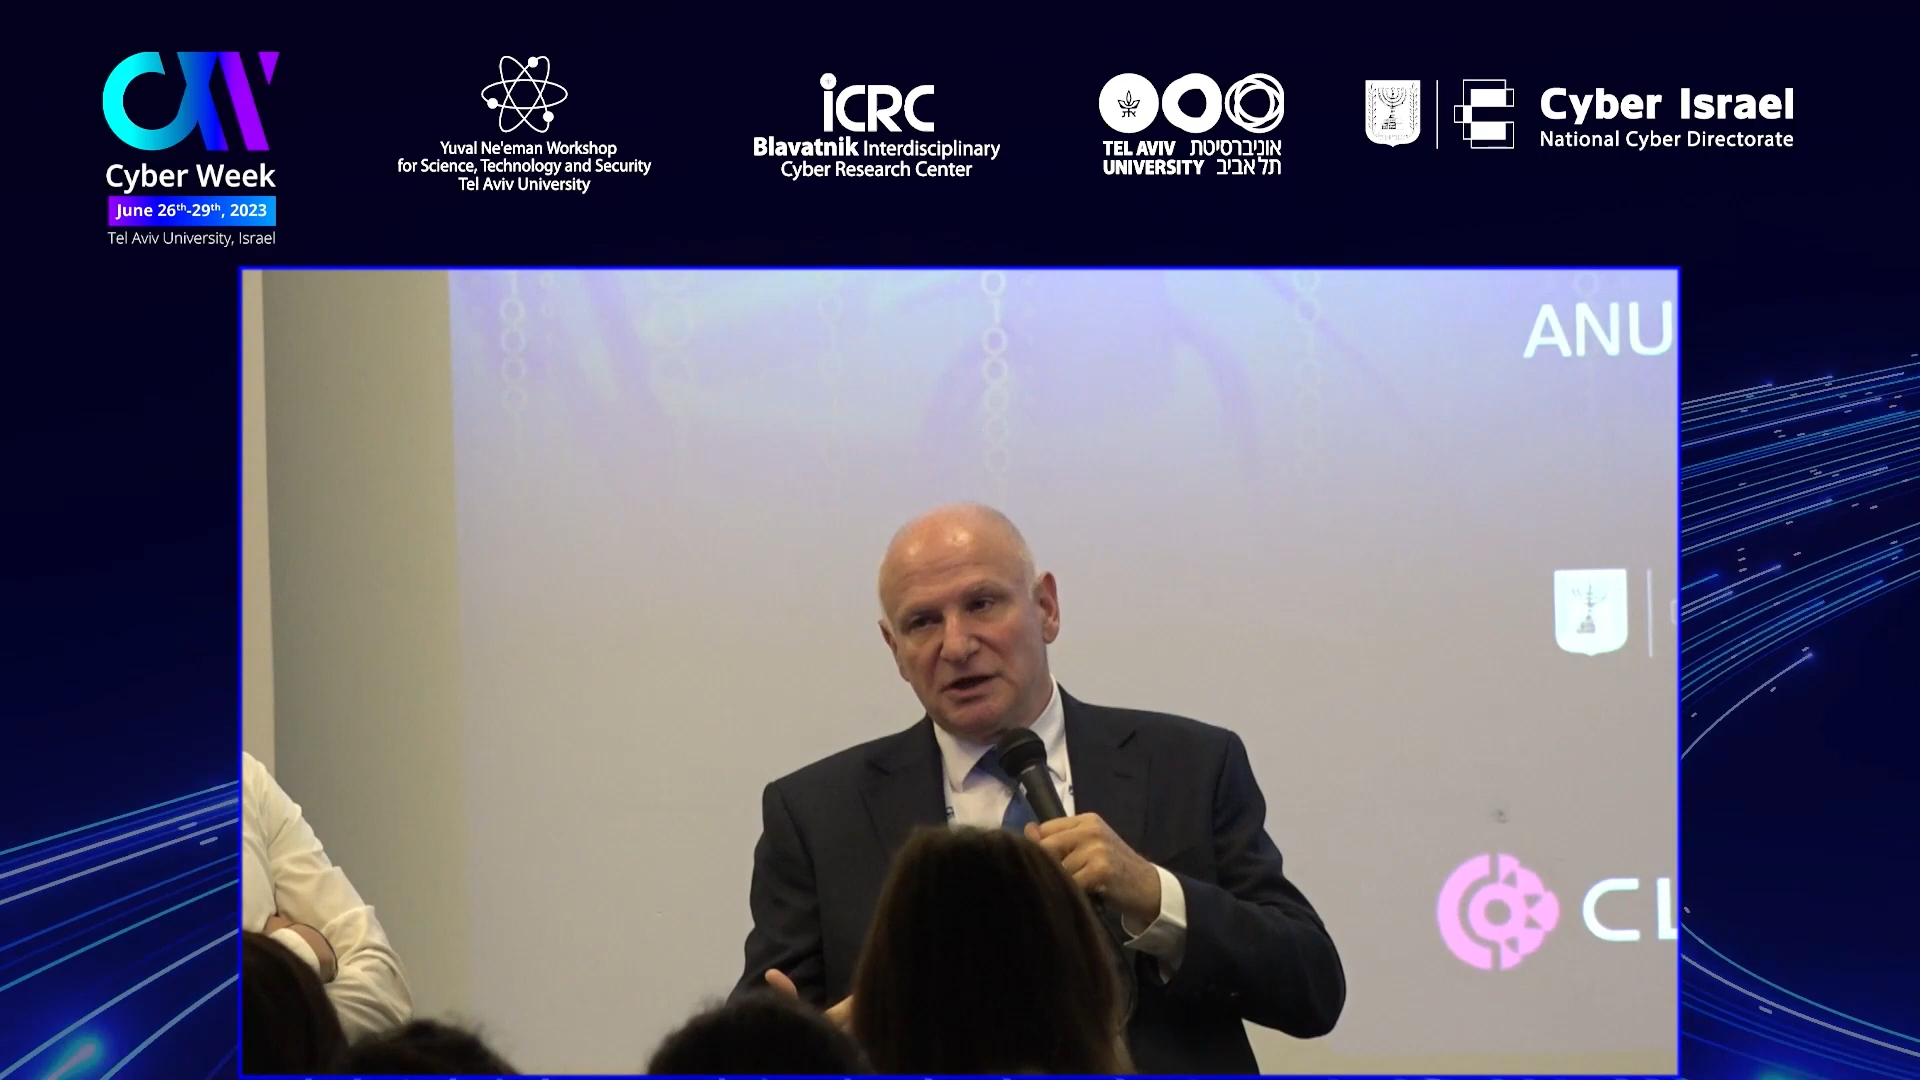 Cyber Week
June 26th-29th, 2023
Tel Aviv University, Israel
Yuval Ne'eman Workshop
for Science, Technology and Security
Tel Aviv University
iCRC
Blavatnik Interdisciplinary
Cyber Research Center
TEL AVIV אוניברסיטת
UNIVERSITY תל אביב
Cyber Israel
National Cyber Directorate
ANU
CL